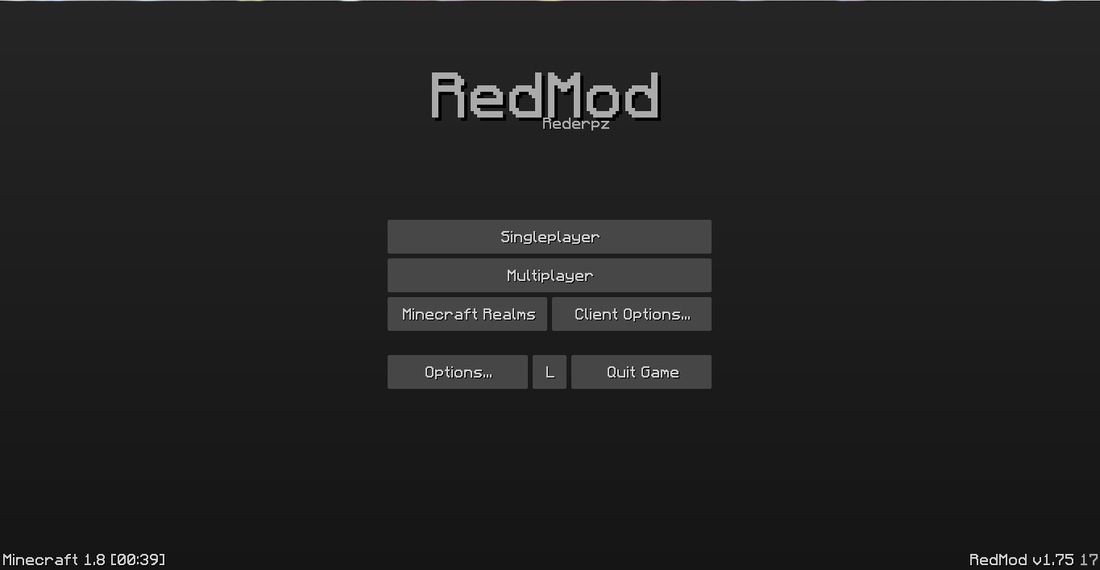 RedMod
Rederpz
Singleplayer
Multiplayer
Minecraft Realms
Client Options...
Options...
L
Quit Game
Minecraft 1.8 [00:39]
RedMod v1.75 17